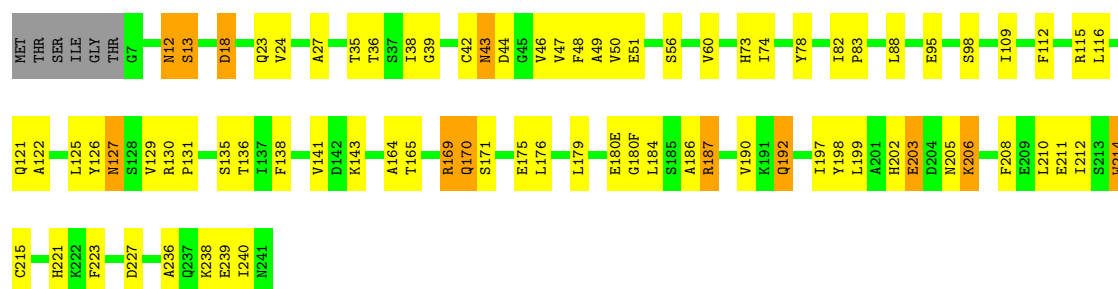 MET THR SER ILE GLY THR G7 N12 S13 D18 Q23 V24 A27 T35 T36 S37 I38 G39 C42 N43 D44 G45 V46 V47 F48 A49 V50 E51 S56 V60 H73 I74 Y78 I82 P83 L88 E95 S98 I109 F112 R115 L116
Q121 A122 L125 Y126 N127 S128 V129 R130 P131 S135 T136 I137 F138 V141 D142 K143 A164 T165 R169 Q170 S171 E175 L176 L179 E180E G180F L184 S185 A186 R187 V190 K191 Q192 I197 Y198 L199 A201 H202 E203 D204 N205 K206 F208 E209 L210 E211 I212 S213 W214
C215 H221 K222 F223 D227 A236 Q237 K238 E239 I240 N241